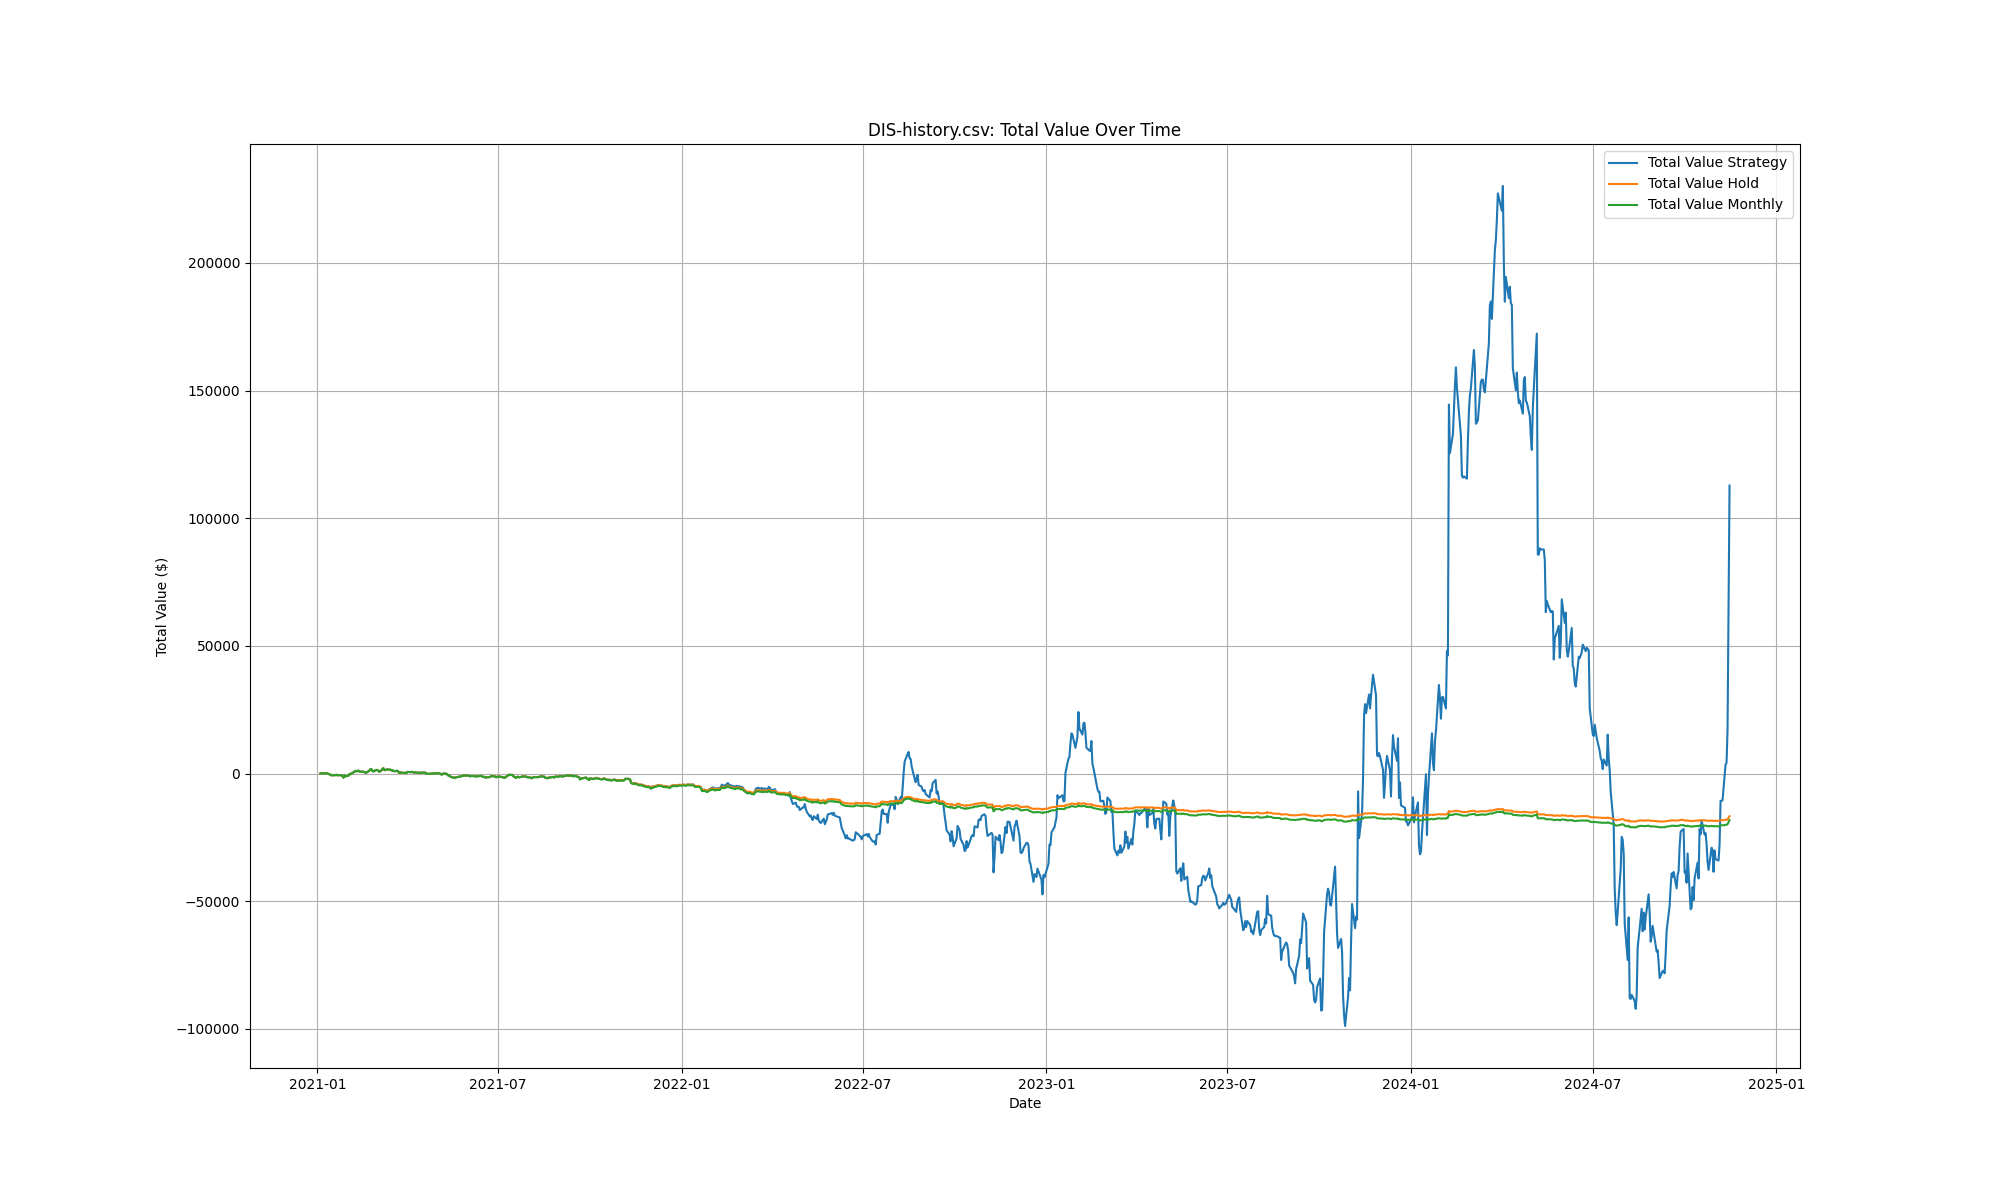 DIS-history.csv: Total Value Over Time
Total Value Strategy
Total Value Hold
Total Value Monthly
Total Value ($)
200000
150000
100000
50000
0
−50000
−100000
2021-01
2021-07
2022-01
2022-07
2023-01
2023-07
2024-01
2024-07
2025-01
Date